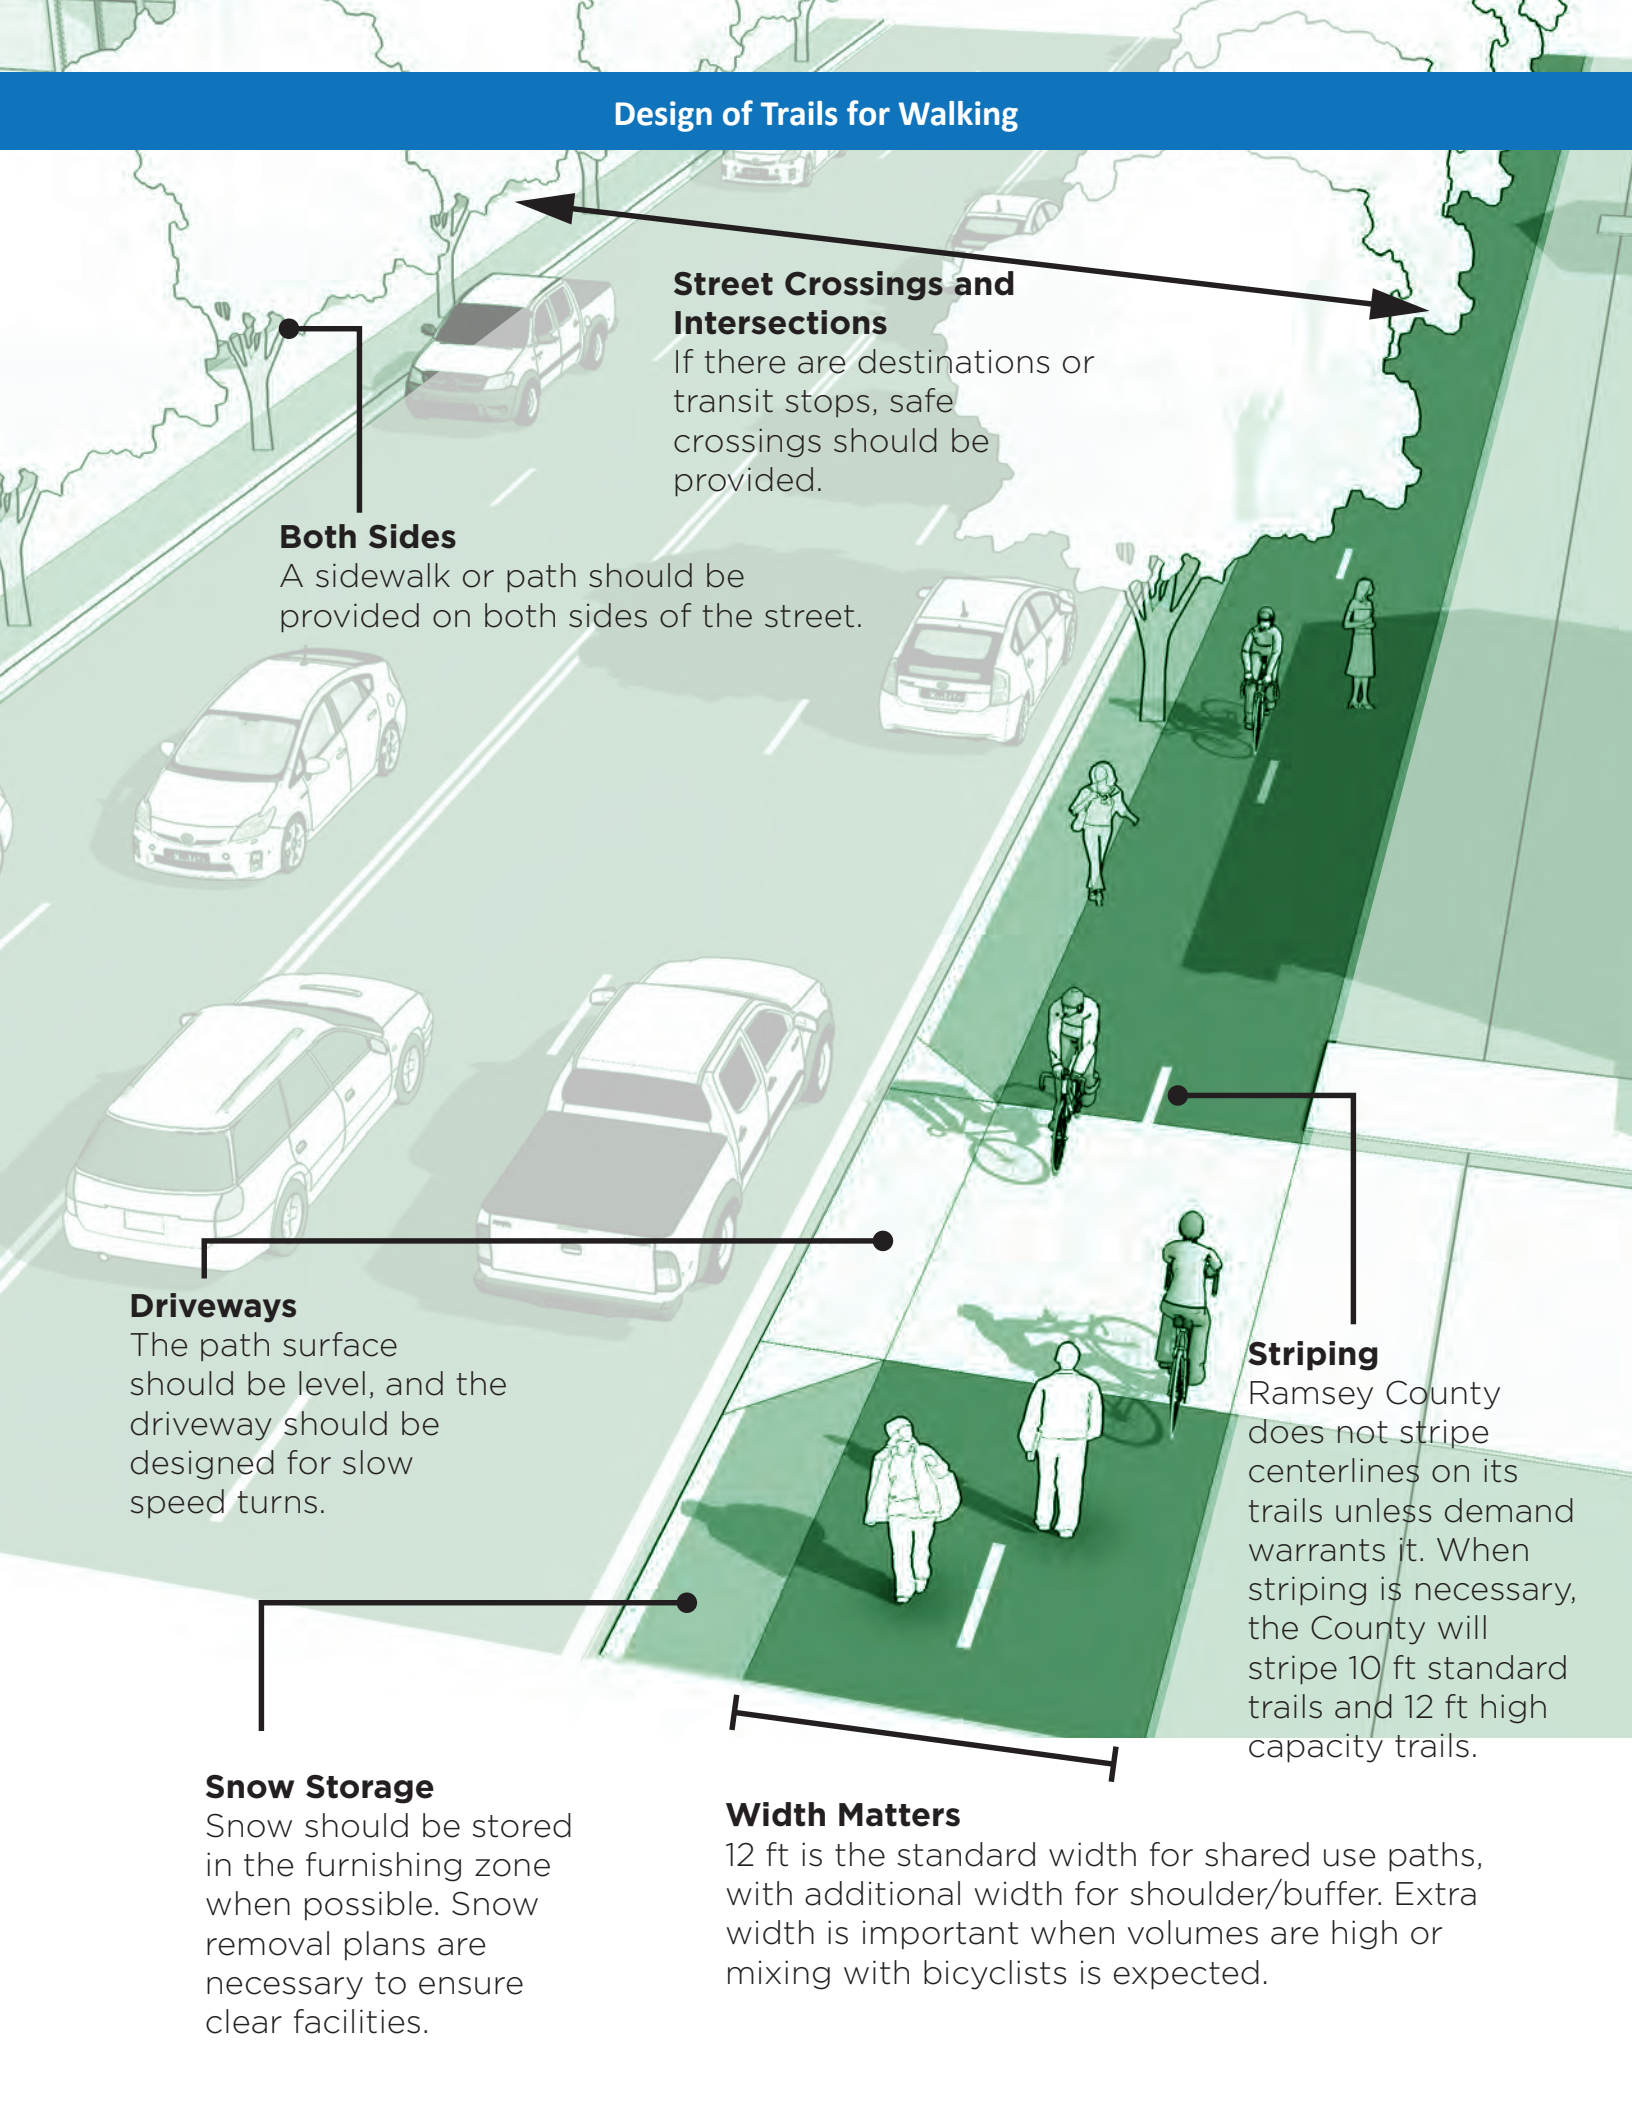 Design of Trails for Walking
Street Crossings and
Intersections
If there are destinations or
transit stops, safe
crossings should be
provided.
Both Sides
A sidewalk or path should be
provided on both sides of the street.
Driveways
The path surface
should be level, and the
driveway should be
designed for slow
speed turns.
Striping
Ramsey County
does not stripe
centerlines on its
trails unless demand
warrants it. When
striping is necessary,
the County will
stripe 10 ft standard
trails and 12 ft high
capacity trails.
Snow Storage
Snow should be stored
in the furnishing zone
when possible. Snow
removal plans are
necessary to ensure
clear facilities.
Width Matters
12 ft is the standard width for shared use paths,
with additional width for shoulder/buffer. Extra
width is important when volumes are high or
mixing with bicyclists is expected.